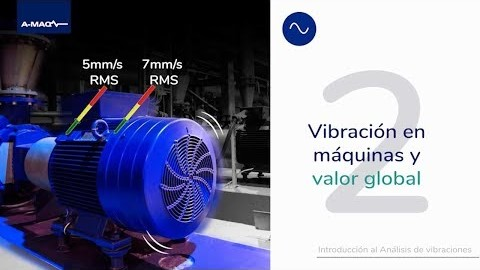 A-MAQ
5mm/s
RMS
7mm/s
RMS
2
Vibración en
máquinas y
valor global
Introducción al Análisis de vibraciones